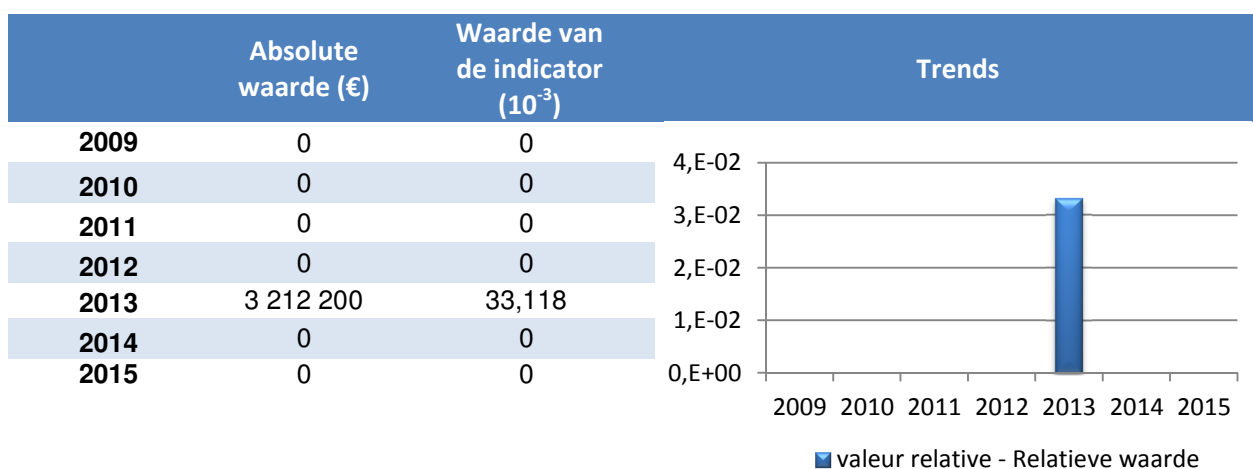 Absolute waarde (€)
Waarde van de indicator (10⁻³)
Trends
2009 0 0
2010 0 0
2011 0 0
2012 0 0
2013 3 212 200 33,118
2014 0 0
2015 0 0
4,E-02
3,E-02
2,E-02
1,E-02
0,E+00
2009 2010 2011 2012 2013 2014 2015
valeur relative - Relatieve waarde